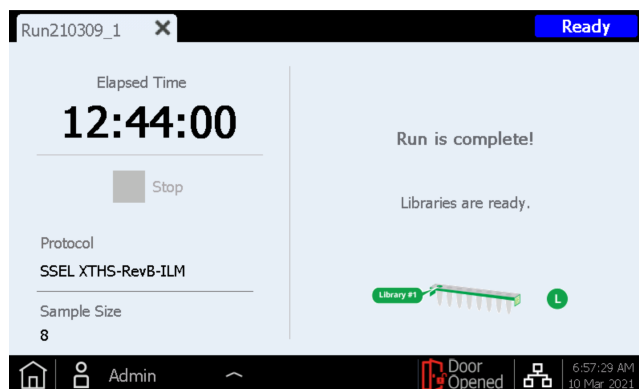 Run210309_1
Ready
Elapsed Time
12:44:00
Stop
Protocol
SSEL XTHS-RevB-ILM
Sample Size
8
Run is complete!
Libraries are ready.
Library #1
L
Admin
Door
Opened
6:57:29 AM
10 Mar 2021